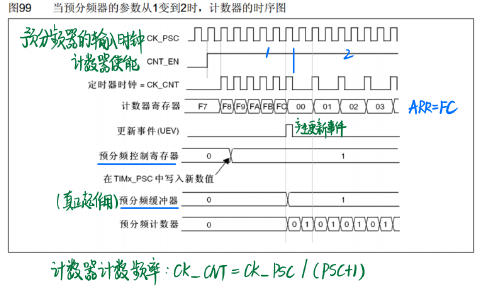 图99 当预分频器的参数从1变到2时，计数器的时序图
预分频器的输入时钟 CK_PSC
计数器使能 CNT_EN 1 2
定时器时钟 = CK_CNT
计数器寄存器 F7 F8 F9 FA FB FC 00 01 02 03 ARR=FC
更新事件(UEV) 产生更新事件
预分频控制寄存器 0 1
在TIMx_PSC 中写入新数值
(真正起作用) 预分频缓冲器 0 1
预分频计数器 0 0 1 0 1 0 1 0 1
计数器计数频率：CK_CNT = CK_PSC / (PSC+1)